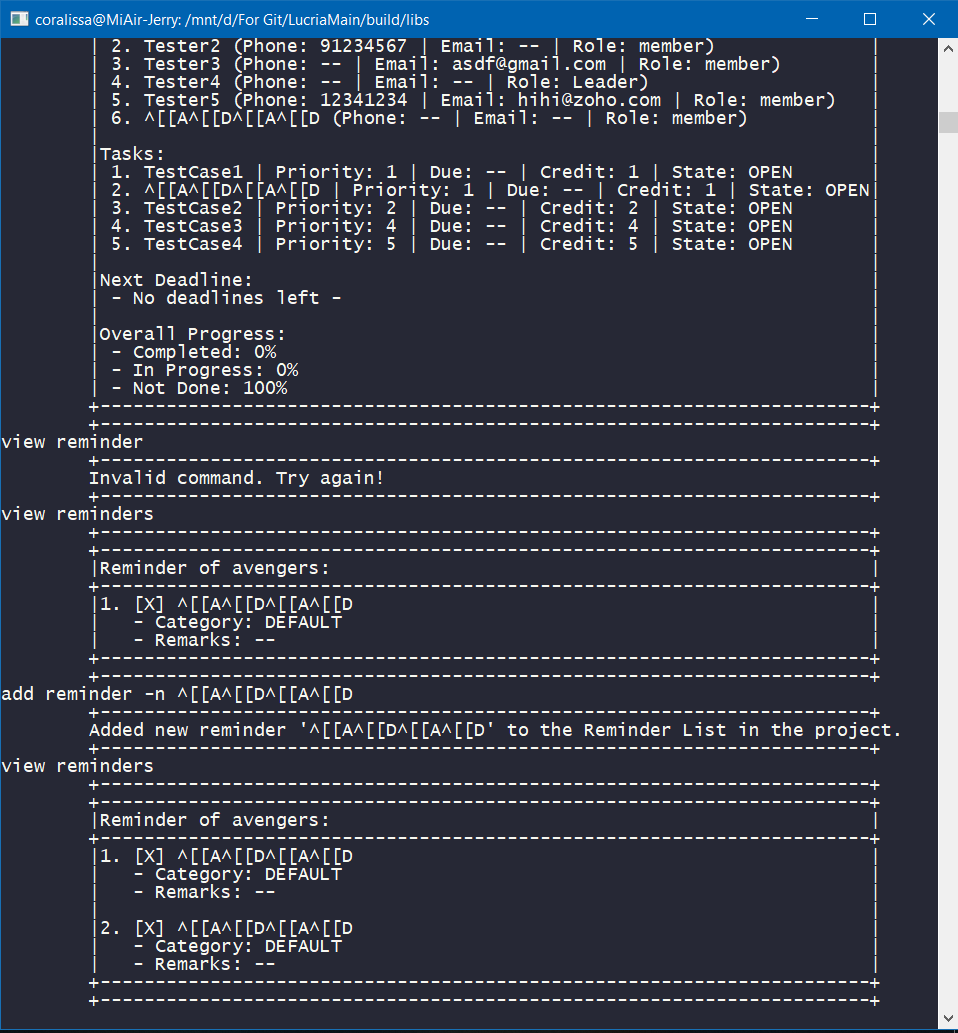 coralissa@MiAir-Jerry: /mnt/d/For Git/LucriaMain/build/libs
| 2. Tester2 (Phone: 91234567 | Email: -- | Role: member) |
| 3. Tester3 (Phone: -- | Email: asdf@gmail.com | Role: member) |
| 4. Tester4 (Phone: -- | Email: -- | Role: Leader) |
| 5. Tester5 (Phone: 12341234 | Email: hihi@zoho.com | Role: member) |
| 6. ^[[A^[[D^[[A^[[D (Phone: -- | Email: -- | Role: member) |
| |
|Tasks: |
| 1. TestCase1 | Priority: 1 | Due: -- | Credit: 1 | State: OPEN |
| 2. ^[[A^[[D^[[A^[[D | Priority: 1 | Due: -- | Credit: 1 | State: OPEN|
| 3. TestCase2 | Priority: 2 | Due: -- | Credit: 2 | State: OPEN |
| 4. TestCase3 | Priority: 4 | Due: -- | Credit: 4 | State: OPEN |
| 5. TestCase4 | Priority: 5 | Due: -- | Credit: 5 | State: OPEN |
| |
|Next Deadline: |
| - No deadlines left - |
| |
|Overall Progress: |
| - Completed: 0% |
| - In Progress: 0% |
| - Not Done: 100% |
+----------------------------------------------------------------------+
+----------------------------------------------------------------------+
view reminder
+----------------------------------------------------------------------+
Invalid command. Try again!
+----------------------------------------------------------------------+
view reminders
+----------------------------------------------------------------------+
+----------------------------------------------------------------------+
|Reminder of avengers: |
+----------------------------------------------------------------------+
|1. [X] ^[[A^[[D^[[A^[[D |
| - Category: DEFAULT |
| - Remarks: -- |
+----------------------------------------------------------------------+
+----------------------------------------------------------------------+
add reminder -n ^[[A^[[D^[[A^[[D
+----------------------------------------------------------------------+
Added new reminder '^[[A^[[D^[[A^[[D' to the Reminder List in the project.
+----------------------------------------------------------------------+
view reminders
+----------------------------------------------------------------------+
+----------------------------------------------------------------------+
|Reminder of avengers: |
+----------------------------------------------------------------------+
|1. [X] ^[[A^[[D^[[A^[[D |
| - Category: DEFAULT |
| - Remarks: -- |
| |
|2. [X] ^[[A^[[D^[[A^[[D |
| - Category: DEFAULT |
| - Remarks: -- |
+----------------------------------------------------------------------+
+----------------------------------------------------------------------+